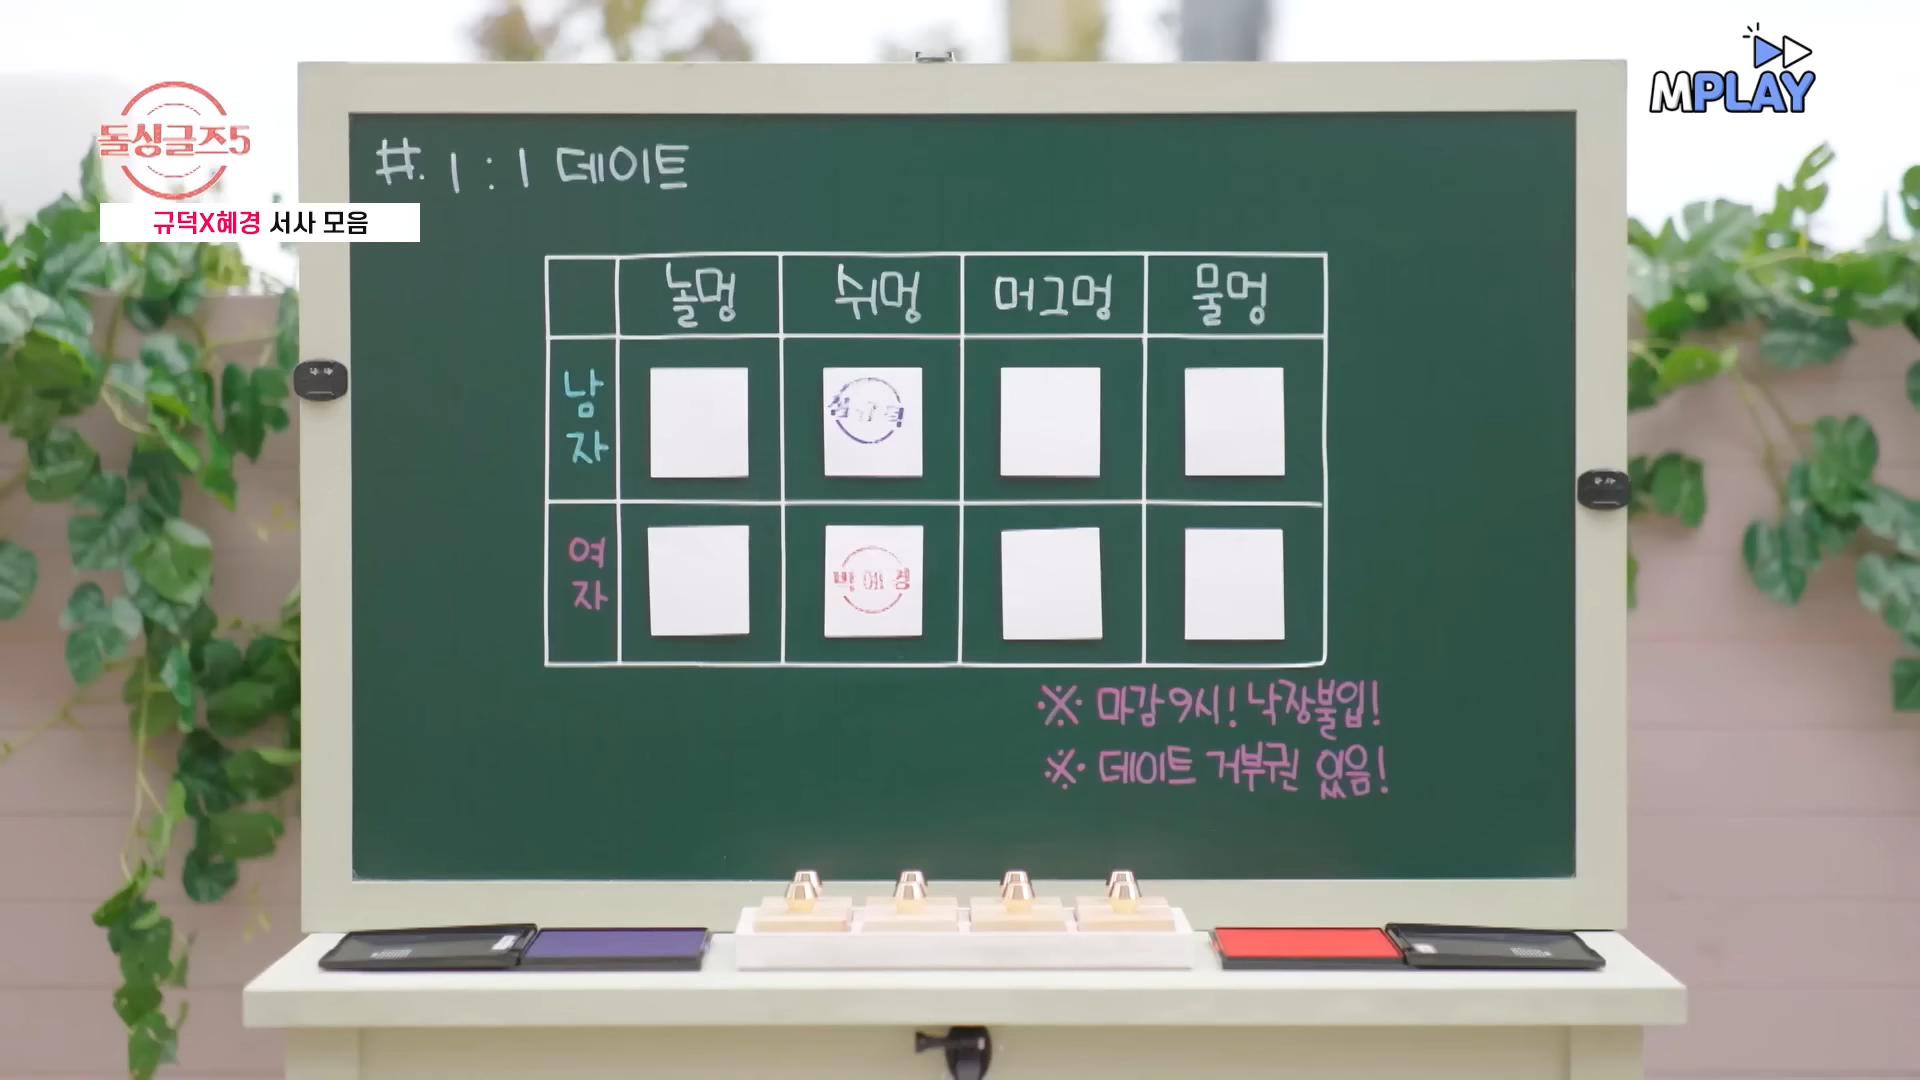 MPLAY
돌싱글즈5
규덕X혜경 서사 모음
#. 1:1 데이트
놀멍 쉬멍 머그멍 물멍
남자
심규덕
여자
박혜경
※ 마감 9시! 낙장불입!
※ 데이트 거부권 있음!